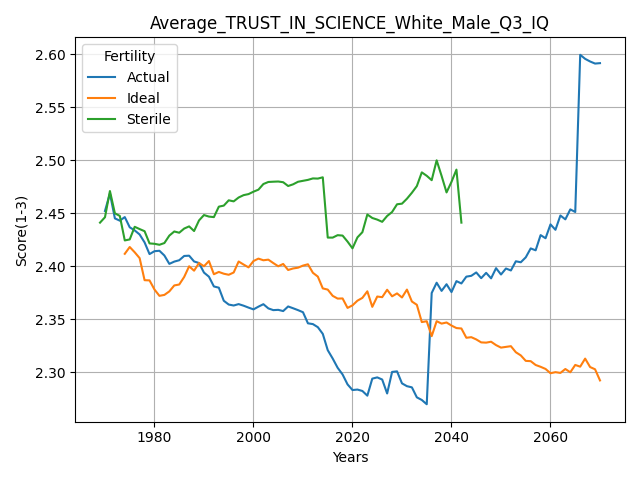 Average_TRUST_IN_SCIENCE_White_Male_Q3_IQ
Fertility
Actual
Ideal
Sterile
Score(1-3)
2.60
2.55
2.50
2.45
2.40
2.35
2.30
1980 2000 2020 2040 2060
Years